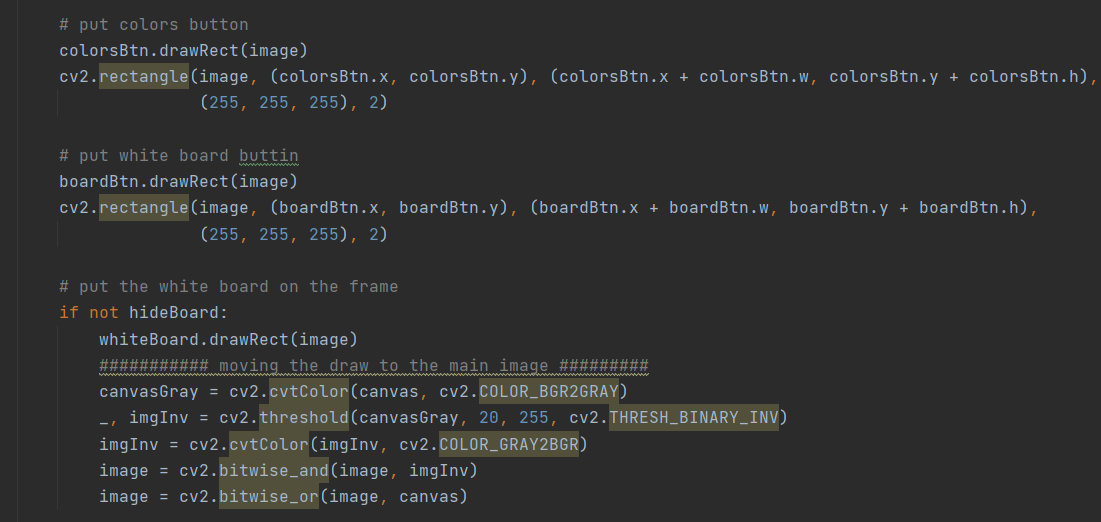 # put colors button
colorsBtn.drawRect(image)
cv2.rectangle(image, (colorsBtn.x, colorsBtn.y), (colorsBtn.x + colorsBtn.w, colorsBtn.y + colorsBtn.h),
(255, 255, 255), 2)
# put white board buttin
boardBtn.drawRect(image)
cv2.rectangle(image, (boardBtn.x, boardBtn.y), (boardBtn.x + boardBtn.w, boardBtn.y + boardBtn.h),
(255, 255, 255), 2)
# put the white board on the frame
if not hideBoard:
whiteBoard.drawRect(image)
########### moving the draw to the main image #########
canvasGray = cv2.cvtColor(canvas, cv2.COLOR_BGR2GRAY)
_, imgInv = cv2.threshold(canvasGray, 20, 255, cv2.THRESH_BINARY_INV)
imgInv = cv2.cvtColor(imgInv, cv2.COLOR_GRAY2BGR)
image = cv2.bitwise_and(image, imgInv)
image = cv2.bitwise_or(image, canvas)